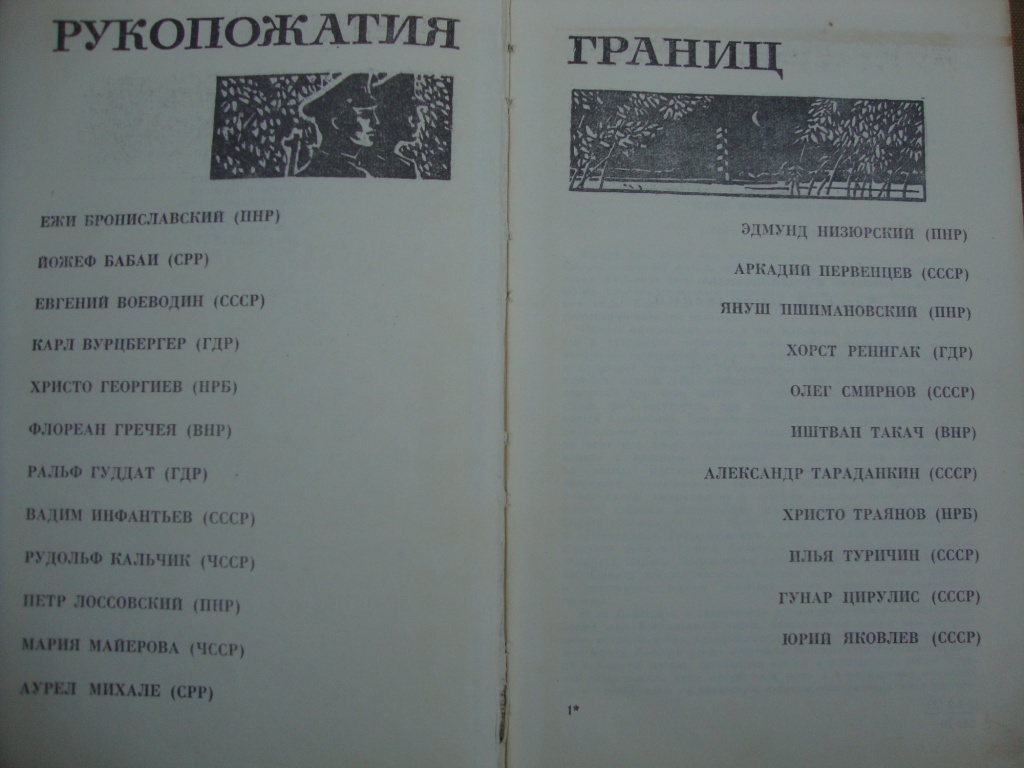 РУКОПОЖАТИЯ
ЕЖИ БРОНИСЛАВСКИЙ (ПНР)
ЙОЖЕФ БАБАИ (СРР)
ЕВГЕНИЙ ВОЕВОДИН (СССР)
КАРЛ ВУРЦБЕРГЕР (ГДР)
ХРИСТО ГЕОРГИЕВ (НРБ)
ФЛОРЕАН ГРЕЧЕЯ (ВНР)
РАЛЬФ ГУДДАТ (ГДР)
ВАДИМ ИНФАНТЬЕВ (СССР)
РУДОЛЬФ КАЛЬЧИК (ЧССР)
ПЕТР ЛОССОВСКИЙ (ПНР)
МАРИЯ МАЙЕРОВА (ЧССР)
АУРЕЛ МИХАЛЕ (СРР)
ГРАНИЦ
ЭДМУНД НИЗЮРСКИЙ (ПНР)
АРКАДИЙ ПЕРВЕНЦЕВ (СССР)
ЯНУШ ПШИМАНОВСКИЙ (ПНР)
ХОРСТ РЕНИГАК (ГДР)
ОЛЕГ СМИРНОВ (СССР)
ИШТВАН ТАКАЧ (ВНР)
АЛЕКСАНДР ТАРАДАНКИН (СССР)
ХРИСТО ТРАЯНОВ (НРБ)
ИЛЬЯ ТУРИЧИН (СССР)
ГУНАР ЦИРУЛИС (СССР)
ЮРИЙ ЯКОВЛЕВ (СССР)
1*